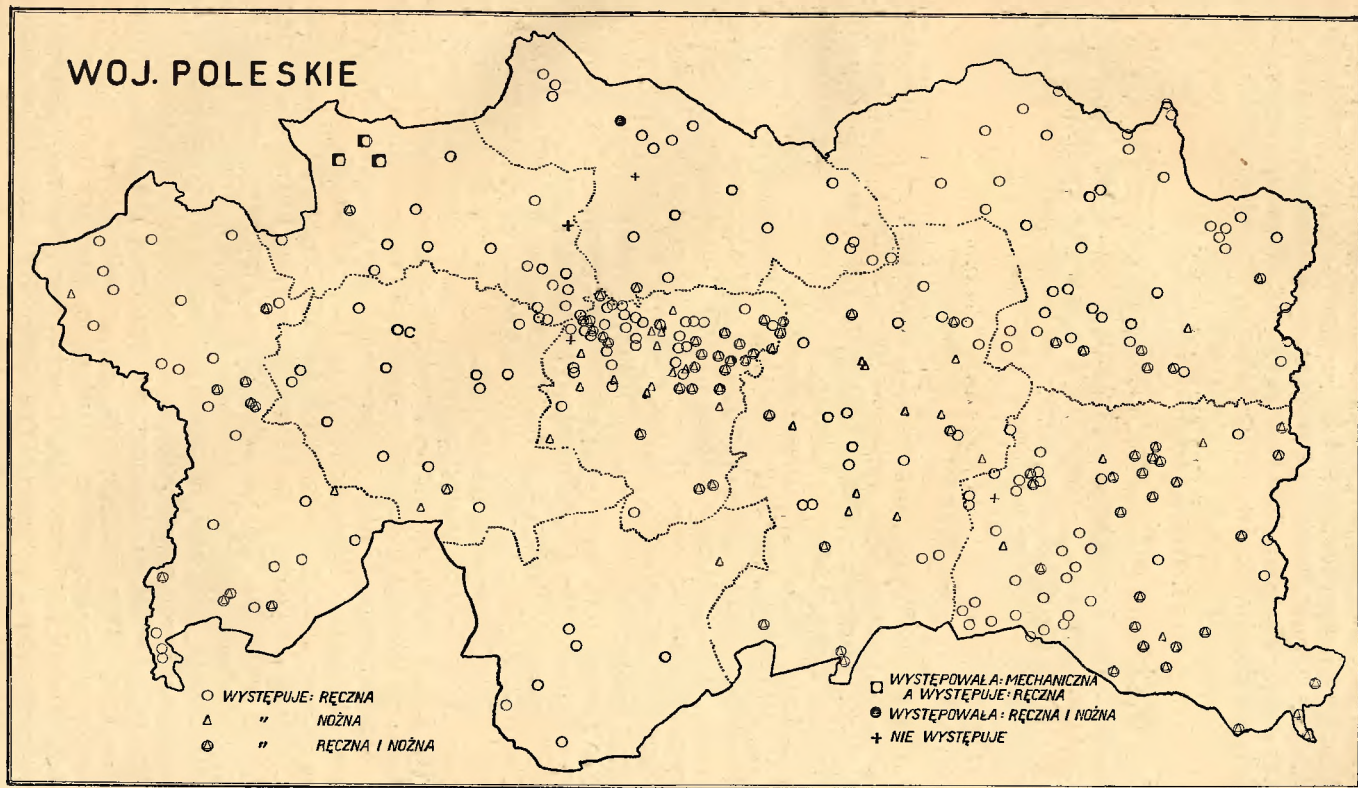 WOJ. POLESKIE
WYSTĘPUJE: RĘCZNA
" NOŻNA
" RĘCZNA I NOŻNA
WYSTĘPOWAŁA: MECHANICZNA
A WYSTĘPUJE: RĘCZNA
WYSTĘPOWAŁA: RĘCZNA I NOŻNA
NIE WYSTĘPUJE